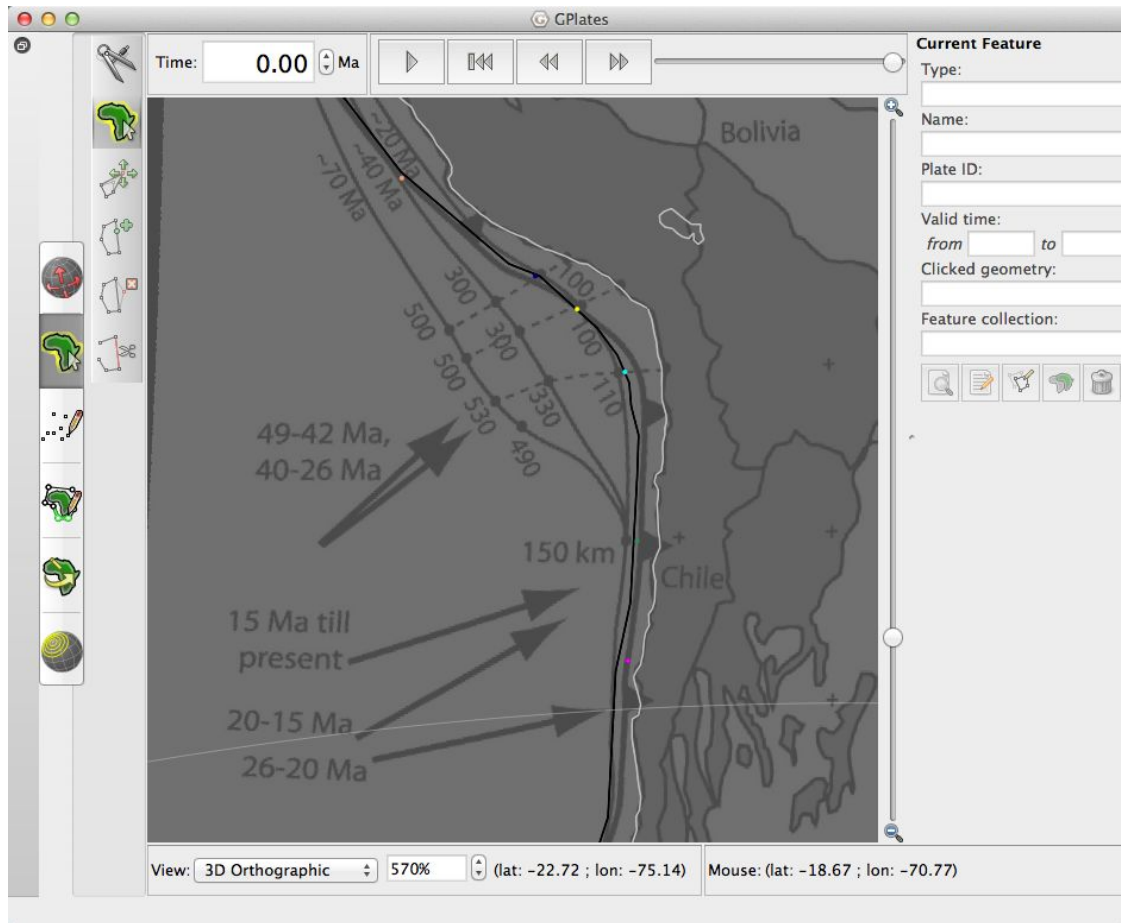 GPlates
Time: 0.00 Ma
Current Feature
Type:
Name:
Plate ID:
Valid time:
from to
Clicked geometry:
Feature collection:
Bolivia
~20 Ma
~40 Ma
~70 Ma
300
-100
500
300
100
500
330
110
530
490
49-42 Ma,
40-26 Ma
150 km
Chile
15 Ma till
present
20-15 Ma
26-20 Ma
View: 3D Orthographic 570% (lat: -22.72 ; lon: -75.14) Mouse: (lat: -18.67 ; lon: -70.77)